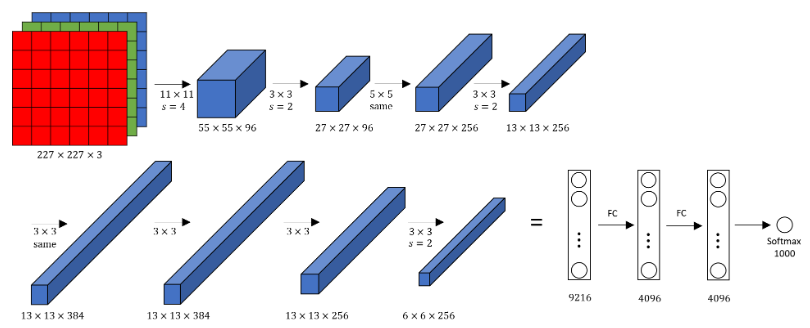 11 × 11
s = 4
3 × 3
s = 2
5 × 5
same
3 × 3
s = 2
227 × 227 × 3
55 × 55 × 96
27 × 27 × 96
27 × 27 × 256
13 × 13 × 256
3 × 3
same
3 × 3
3 × 3
3 × 3
s = 2
=
FC
FC
Softmax
1000
13 × 13 × 384
13 × 13 × 384
13 × 13 × 256
6 × 6 × 256
9216
4096
4096